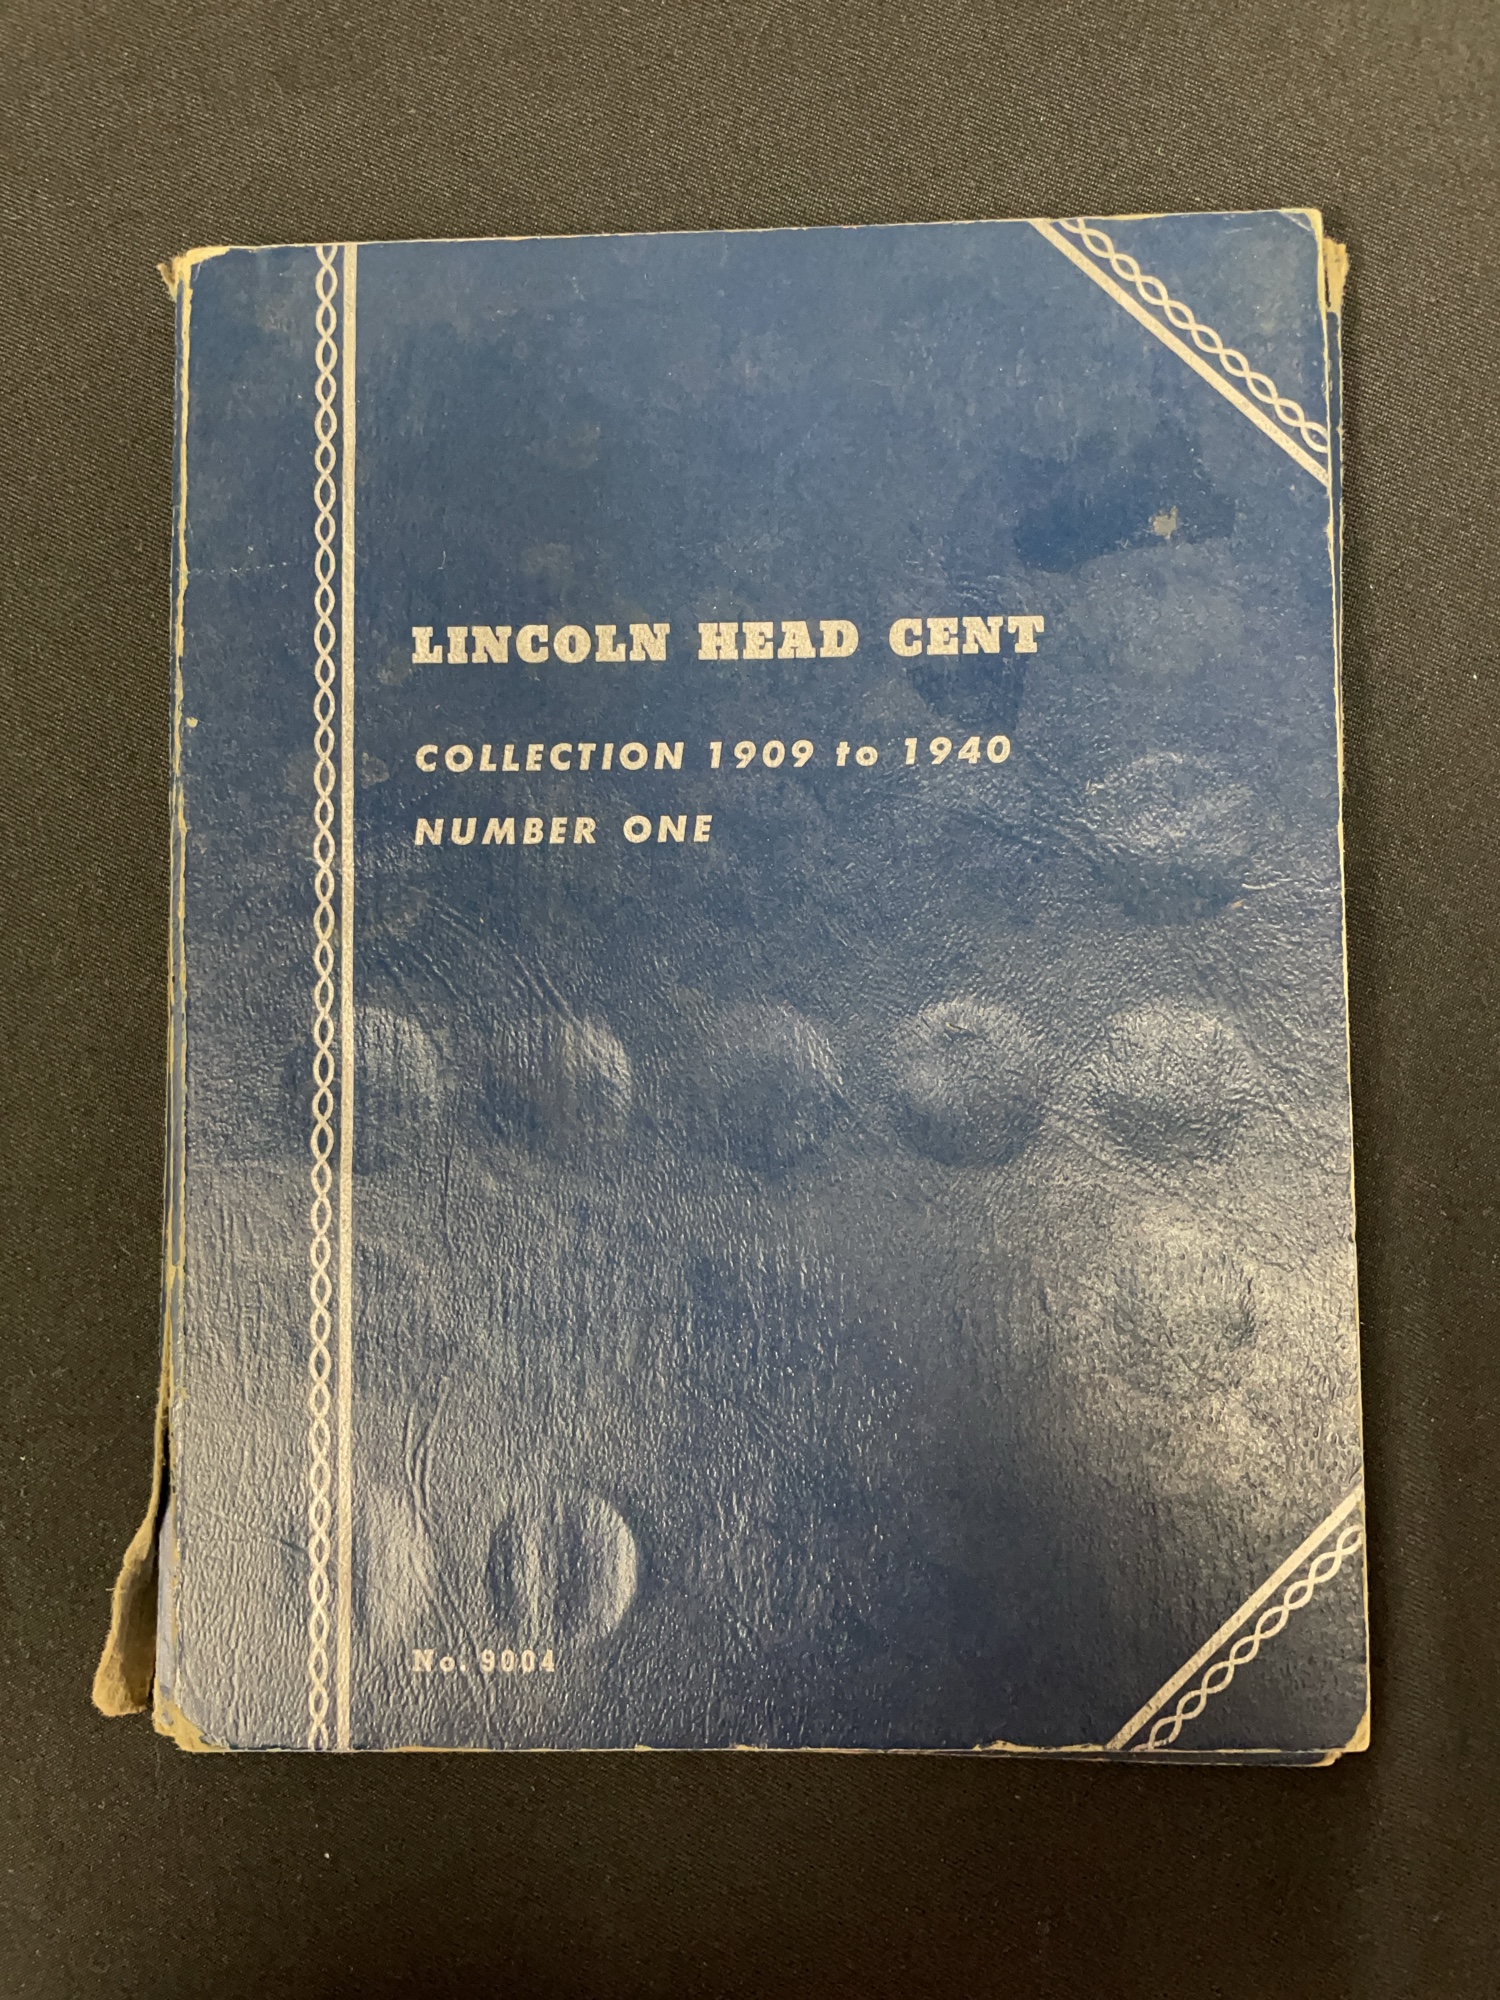 LINCOLN HEAD CENT
COLLECTION 1909 to 1940
NUMBER ONE
No. 9004